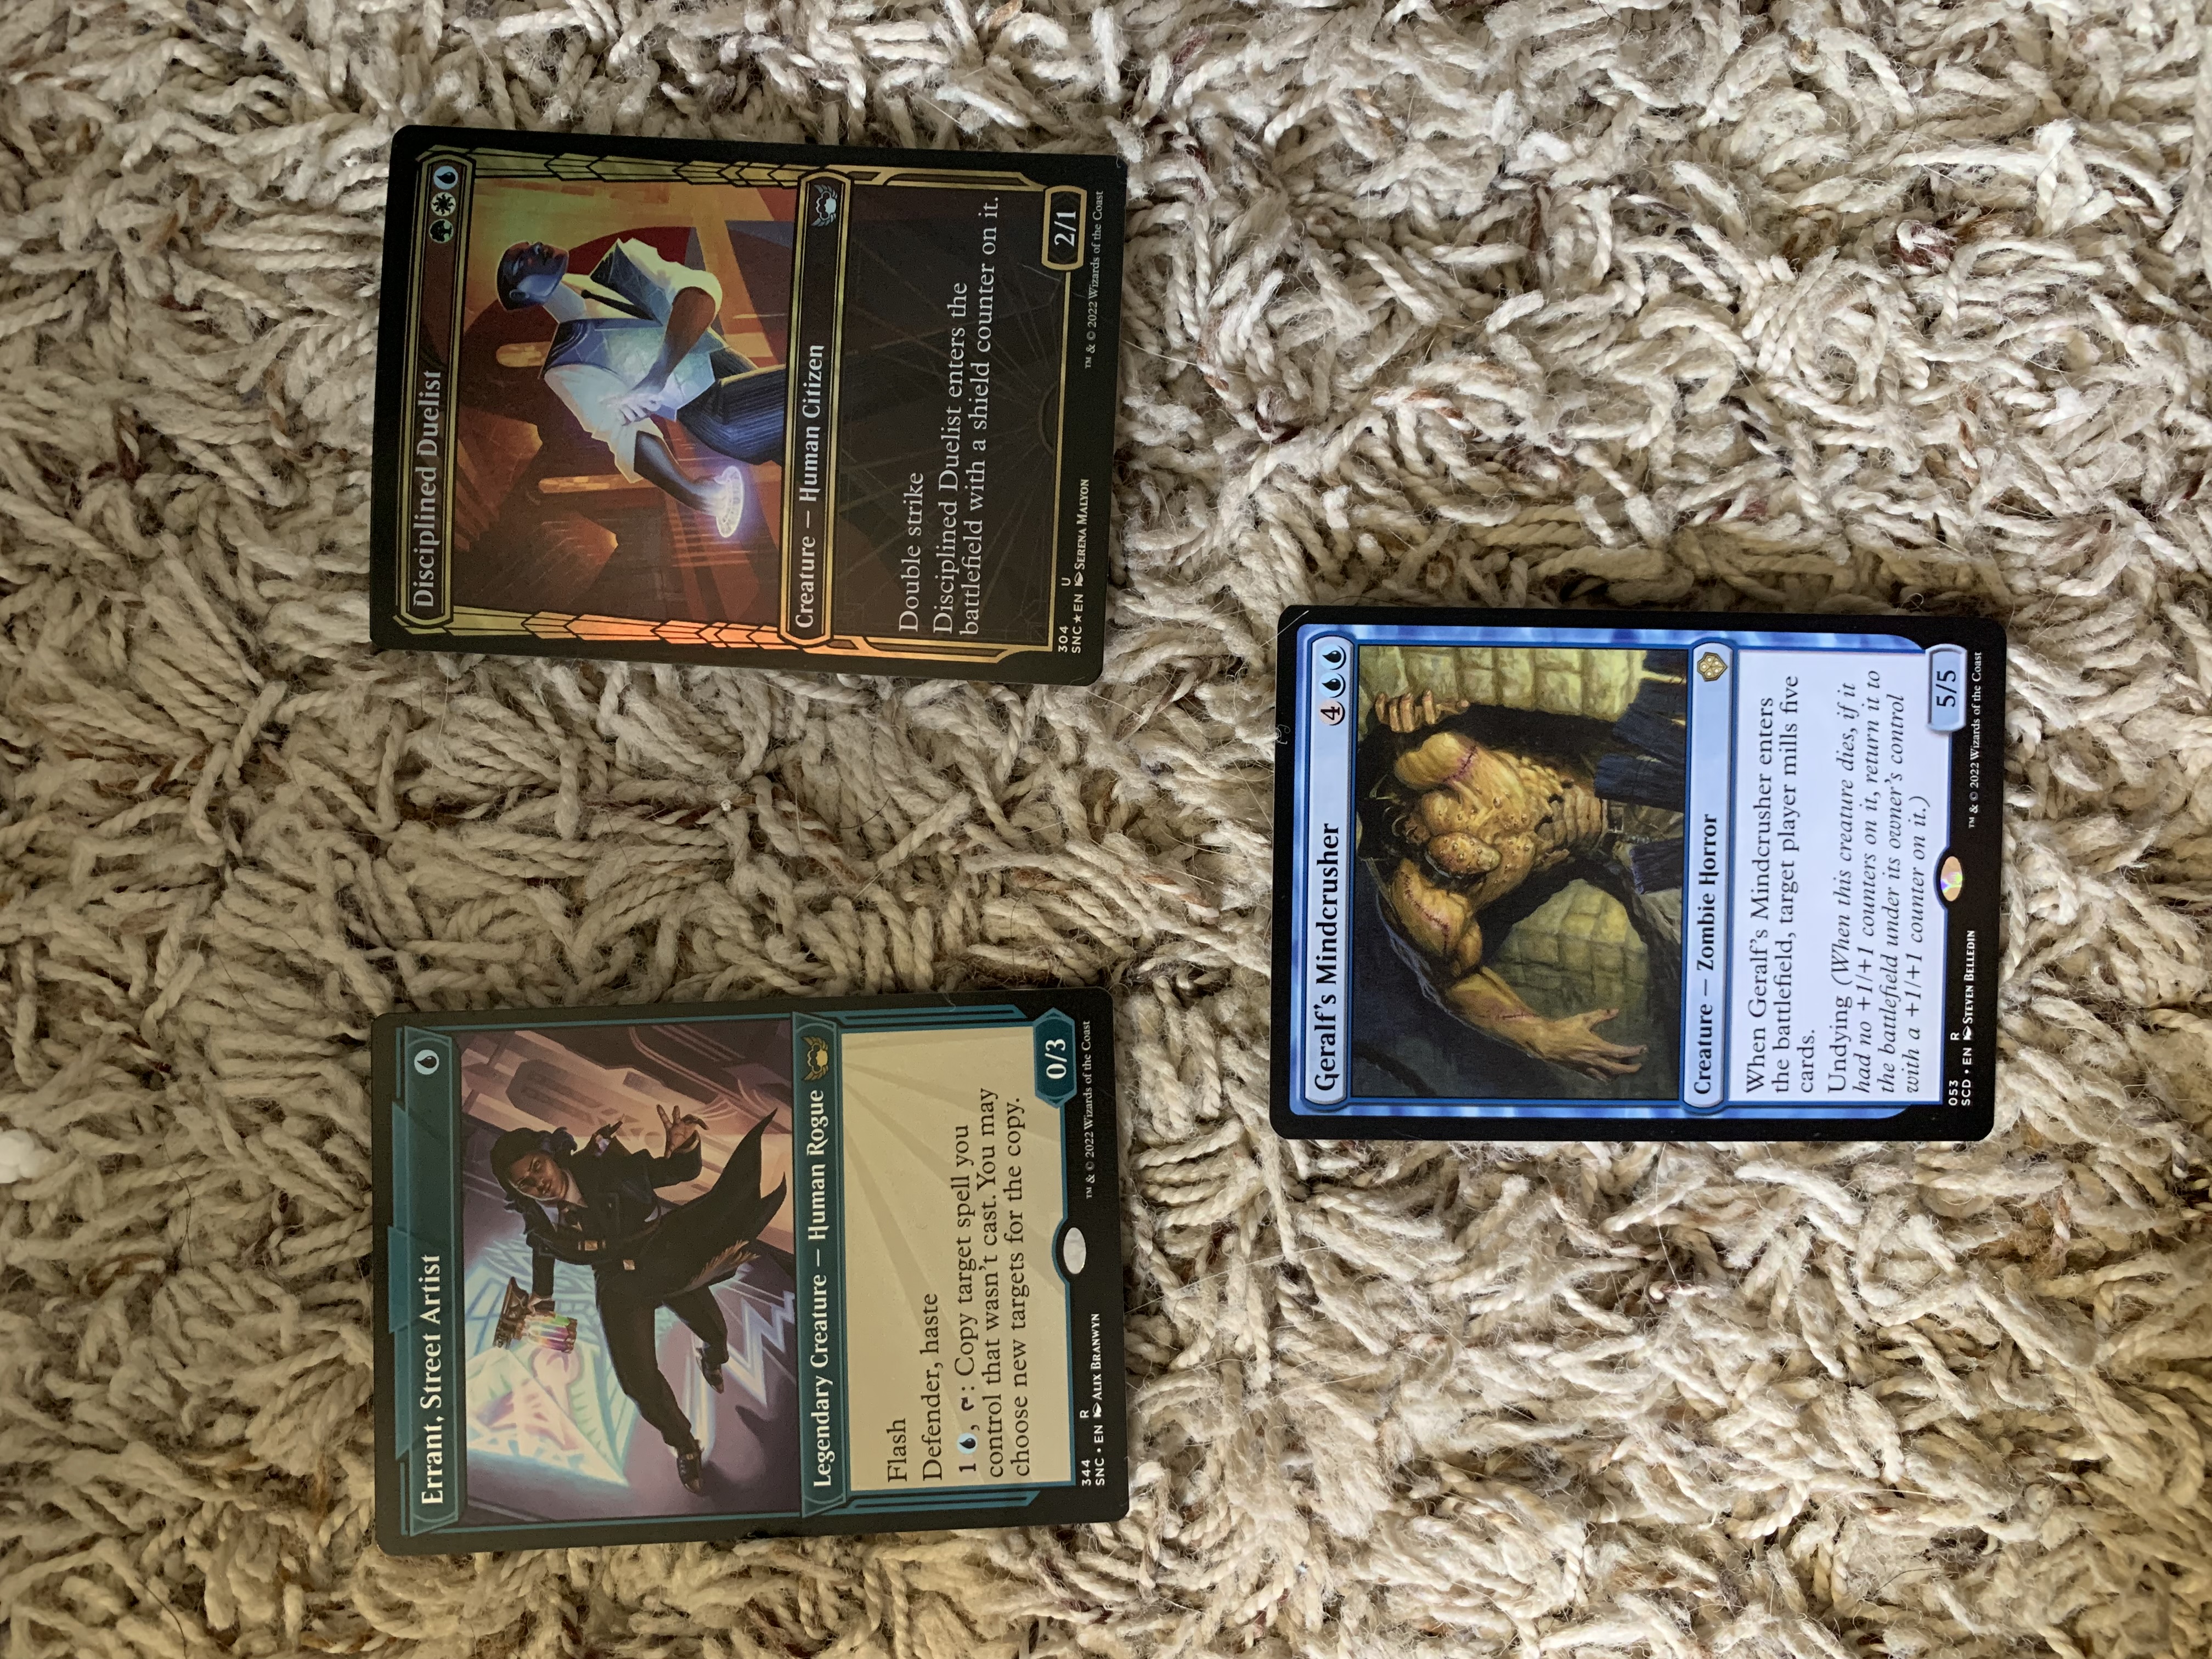 Errant, Street Artist
Legendary Creature — Human Rogue
Flash
Defender, haste
1 , : Copy target spell you
control that wasn't cast. You may
choose new targets for the copy.
0/3
344 R
SNC • EN ALIX BRANWYN
™ & © 2022 Wizards of the Coast
Disciplined Duelist
Creature — Human Citizen
Double strike
Disciplined Duelist enters the
battlefield with a shield counter on it.
2/1
304 U
SNC★EN SERENA MALYON
™ & © 2022 Wizards of the Coast
Geralf's Mindcrusher 4
Creature — Zombie Horror
When Geralf's Mindcrusher enters
the battlefield, target player mills five
cards.
Undying (When this creature dies, if it
had no +1/+1 counters on it, return it to
the battlefield under its owner's control
with a +1/+1 counter on it.)
5/5
053 R
SCD • EN STEVEN BELLEDIN
™ & © 2022 Wizards of the Coast